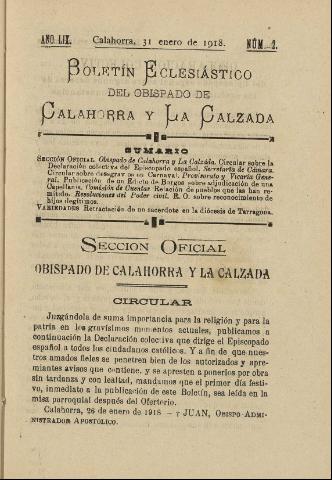 AÑO LIX. Calahorra, 31 enero de 1918. NÚM. 2.
BOLETÍN ECLESIÁSTICO
DEL OBISPADO DE
CALAHORRA Y LA CALZADA
SUMARIO
SECCIÓN OFICIAL. Obispado de Calahorra y La Calzada. Circular sobre la
Declaración colectiva del Episcopado español. Secretaría de Cámara.
Circular sobre desagravios CARNAVAL. Provisorato y Vicaría Gene-
ral. Publicación de un Edicto de Burgos sobre adjudicación de una
Capellanía. Comisión de Cuentas Relación de pueblos que las han re-
mitido. Resoluciones del Poder civil. R. O. sobre reconocimiento de
hijos ilegítimos.
VARIEDADES Retractación de un sacerdote en la diócesis de Tarragona.
SECCION OFICIAL
OBISPADO DE CALAHORRA Y LA CALZADA
CIRCULAR
Juzgándola de suma importancia para la religión y para la
patria en los gravísimos momentos actuales, publicamos a
continuación la Declaración colectiva que dirige el Episcopado
español a todos los ciudadanos católicos. Y a fin de que nues-
tros amados fieles se penetren bien de los autorizados y apre-
miantes avisos que contiene, y se apresten a ponerlos por obra
sin tardanza y con lealtad, mandamos que el primer día festi-
vo, inmediato a la publicación de este Boletín, sea leída en la
misa parroquial después del Ofertorio.
Calahorra, 26 de enero de 1918 — † JUAN, OBISPO ADMI-
NISTRADOR APOSTÓLICO.